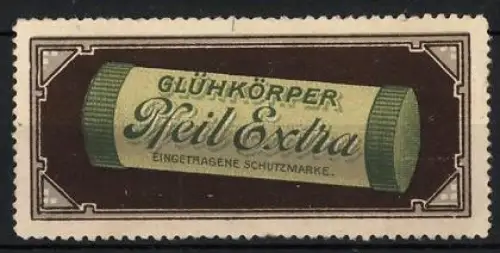 GLÜHKÖRPER
Pfeil Extra
EINGETRAGENE SCHUTZMARKE.